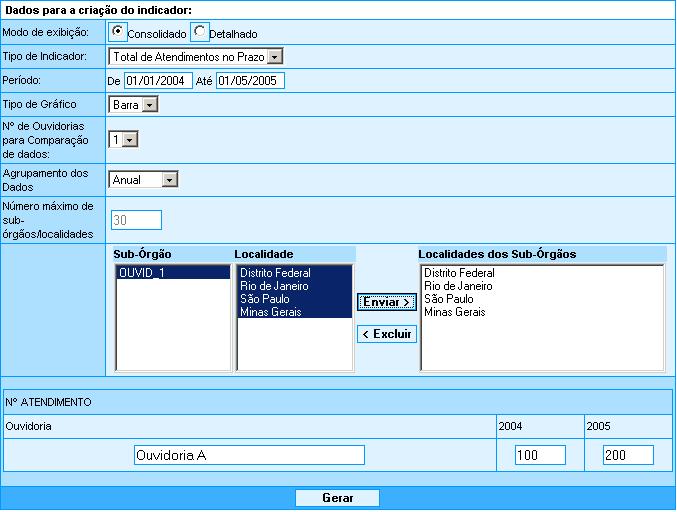 Dados para a criação do indicador:
Modo de exibição: Consolidado Detalhado
Tipo de Indicador: Total de Atendimentos no Prazo
Período: De 01/01/2004 Até 01/05/2005
Tipo de Gráfico Barra
Nº de Ouvidorias
para Comparação
de dados:
1
Agrupamento dos
Dados
Anual
Número máximo de
sub-
órgãos/localidades
30
Sub-Órgão Localidade Localidades dos Sub-Órgãos
OUVID_1
Distrito Federal
Rio de Janeiro
São Paulo
Minas Gerais
Enviar >
< Excluir
Distrito Federal
Rio de Janeiro
São Paulo
Minas Gerais
Nº ATENDIMENTO
Ouvidoria 2004 2005
Ouvidoria A 100 200
Gerar